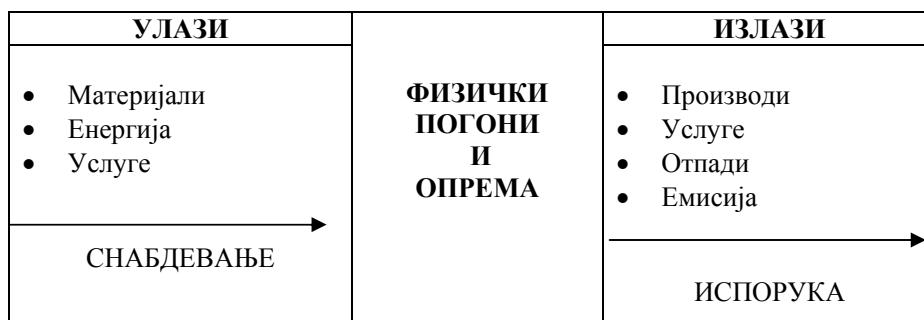 УЛАЗИ
• Материјали
• Енергија
• Услуге
СНАБДЕВАЊЕ
ФИЗИЧКИ
ПОГОНИ
И
ОПРЕМА
ИЗЛАЗИ
• Производи
• Услуге
• Отпади
• Емисија
ИСПОРУКА